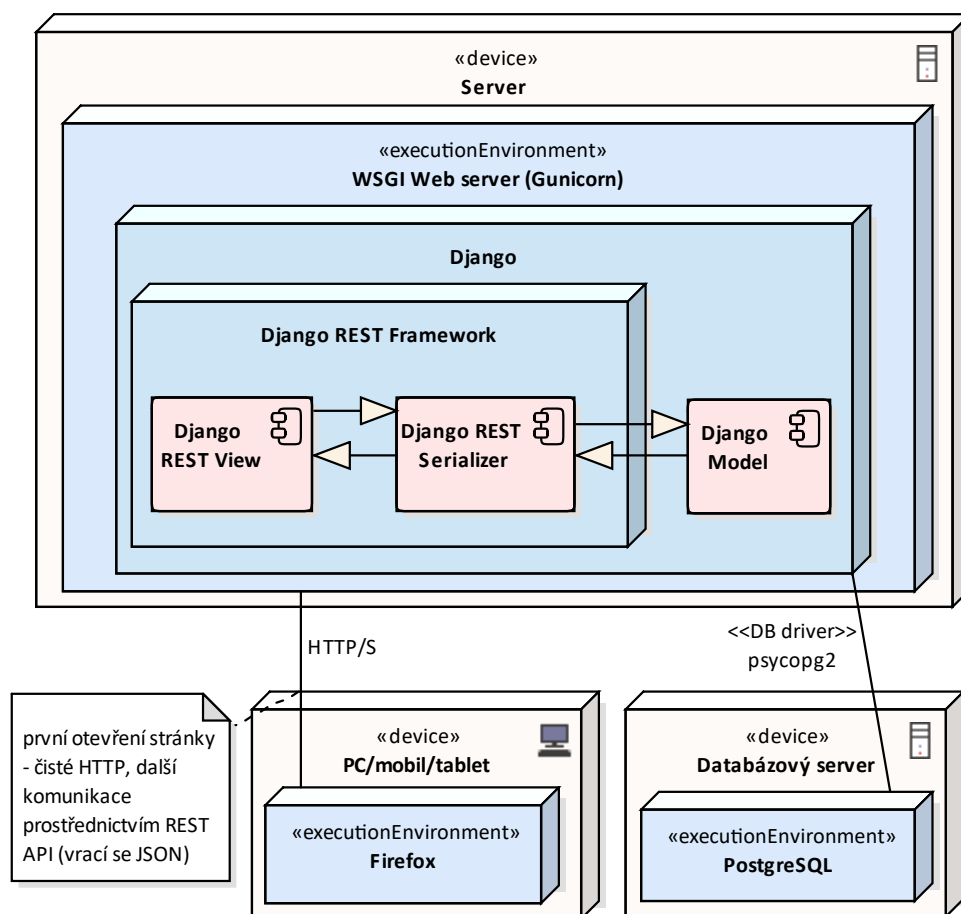 «device»
Server
«executionEnvironment»
WSGI Web server (Gunicorn)
Django
Django REST Framework
Django
REST View
Django REST
Serializer
Django
Model
HTTP/S
<<DB driver>>
psycopg2
první otevření stránky
- čisté HTTP, další
komunikace
prostřednictvím REST
API (vrací se JSON)
«device»
PC/mobil/tablet
«executionEnvironment»
Firefox
«device»
Databázový server
«executionEnvironment»
PostgreSQL